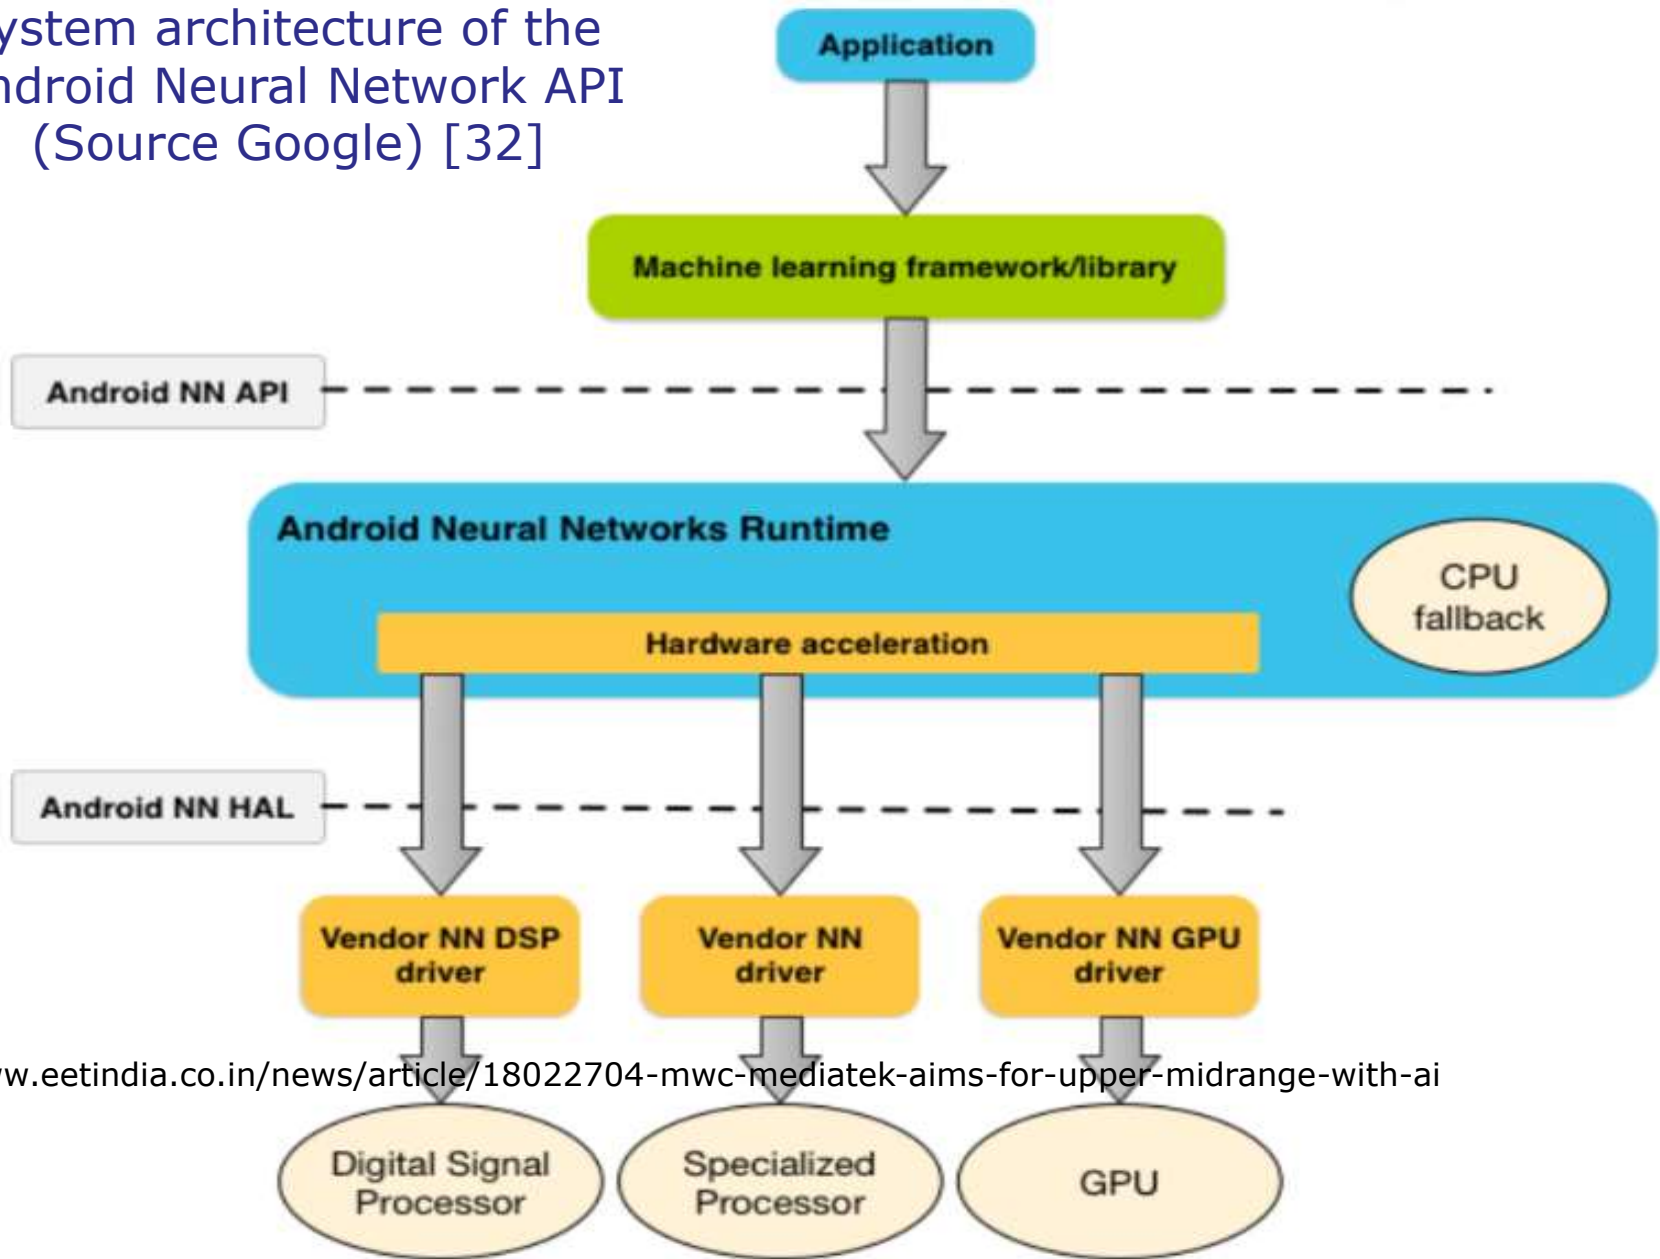 ystem architecture of the
ndroid Neural Network API
(Source Google) [32]
Application
Machine learning framework/library
Android NN API
Android Neural Networks Runtime
CPU
fallback
Hardware acceleration
Android NN HAL
Vendor NN DSP
driver
Vendor NN
driver
Vendor NN GPU
driver
w.eetindia.co.in/news/article/18022704-mwc-mediatek-aims-for-upper-midrange-with-ai
Digital Signal
Processor
Specialized
Processor
GPU